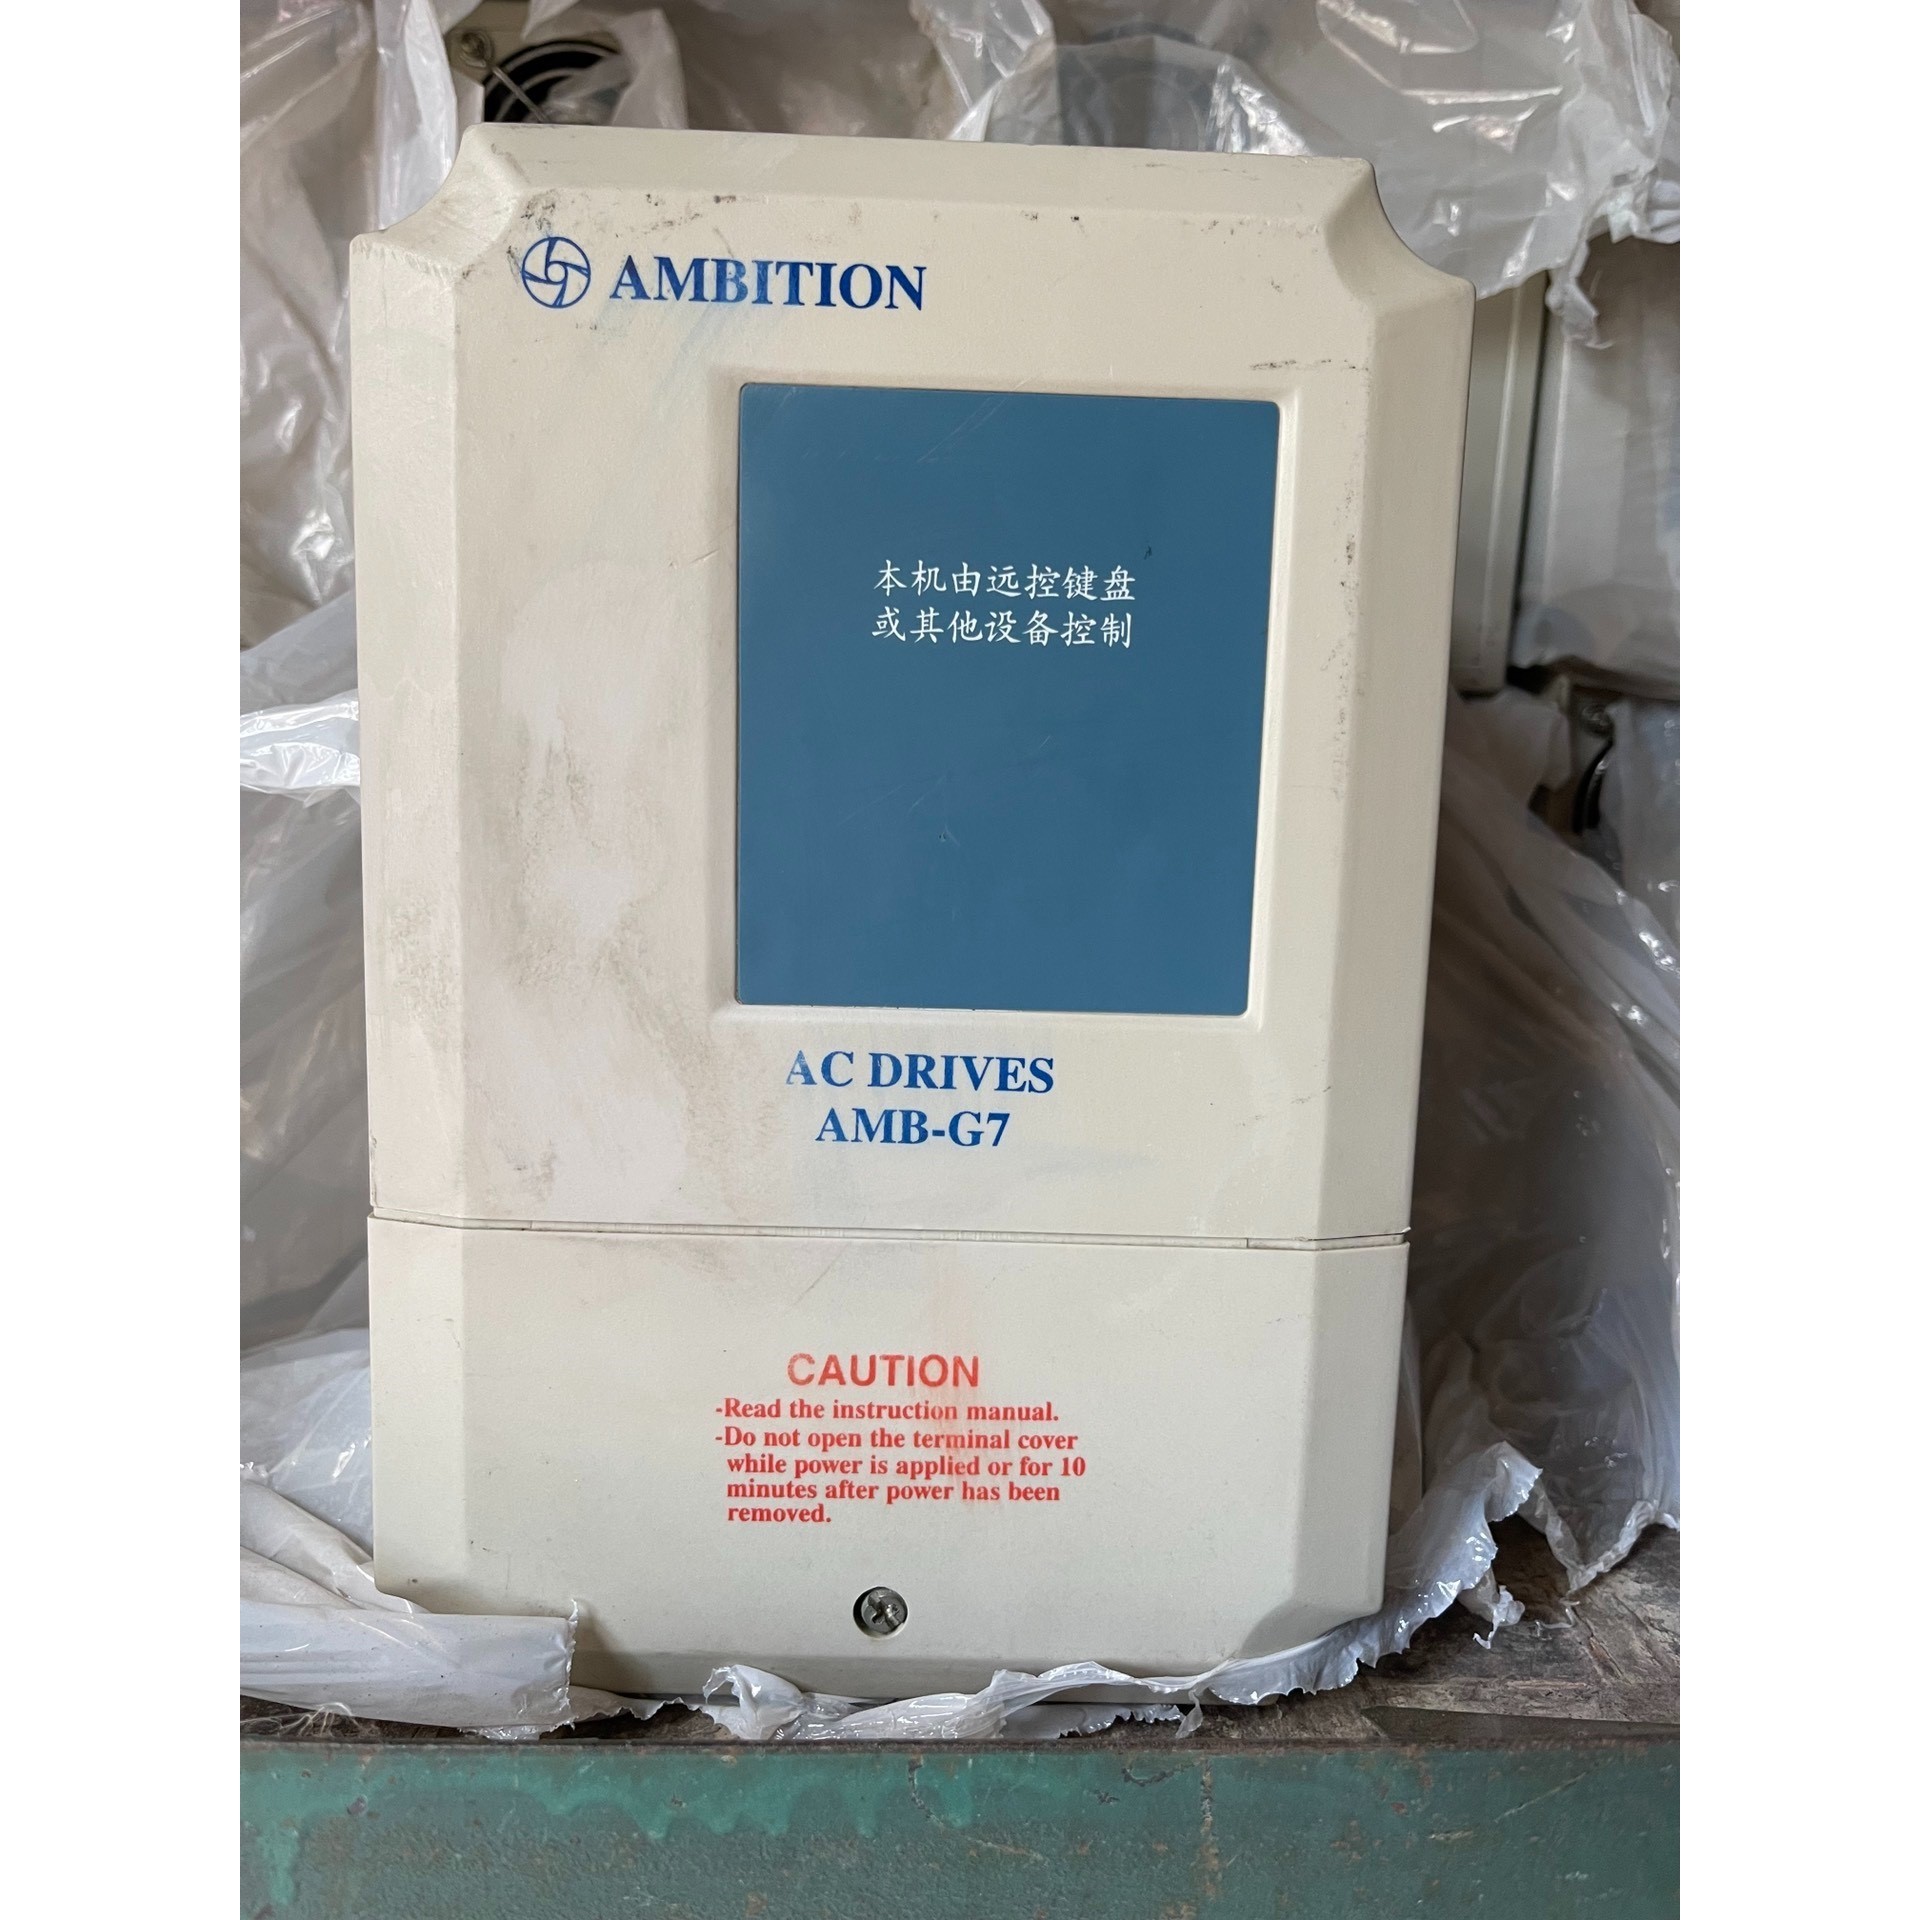 AMBITION
本机由远控键盘
或其他设备控制
AC DRIVES
AMB-G7
CAUTION
-Read the instruction manual.
-Do not open the terminal cover
while power is applied or for 10
minutes after power has been
removed.